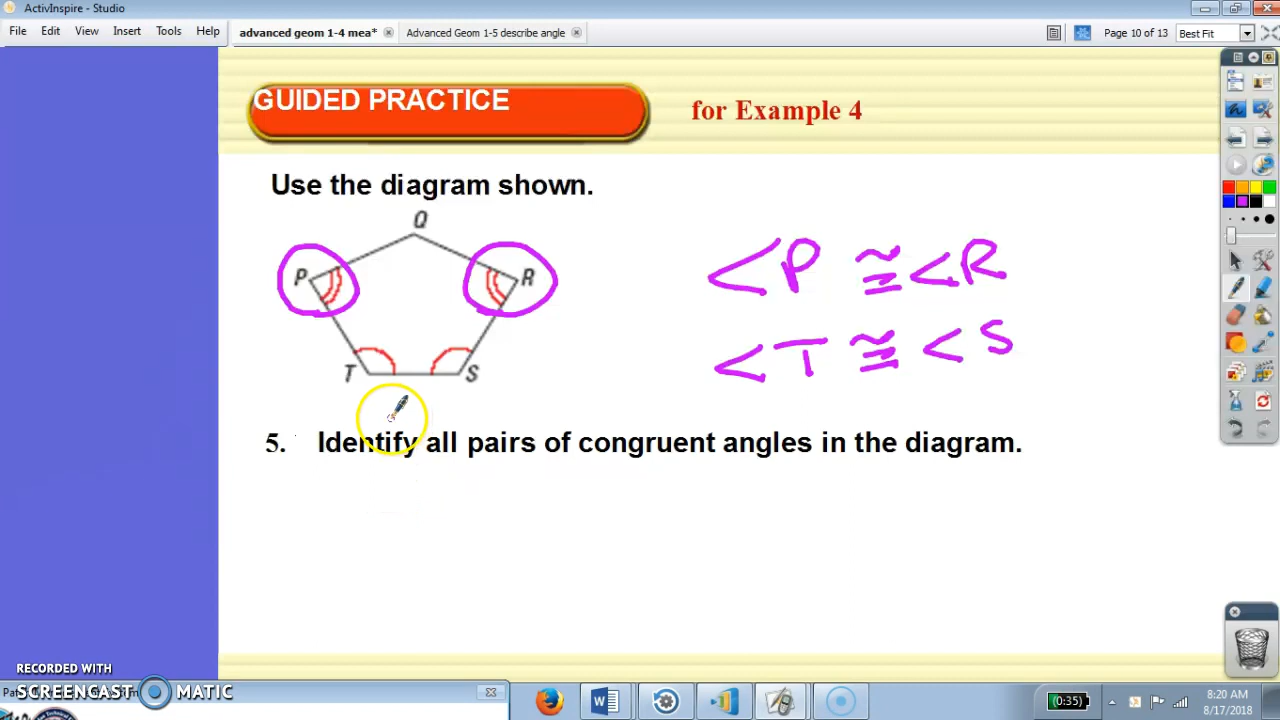 ActivInspire - Studio
File Edit View Insert Tools Help
advanced geom 1-4 mea* Advanced Geom 1-5 describe angle
Page 10 of 13 Best Fit
GUIDED PRACTICE
for Example 4
Use the diagram shown.
Q
P
R
T
S
<P ≅ <R
<T ≅ <S
5. Identify all pairs of congruent angles in the diagram.
RECORDED WITH
SCREENCAST MATIC
(0:35)
8:20 AM
8/17/2018